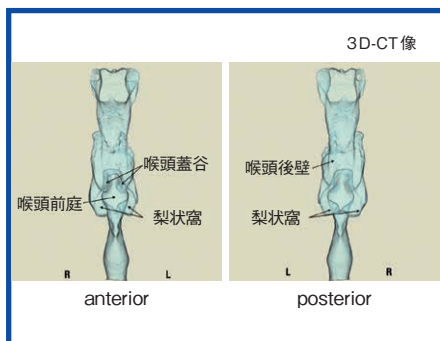 3D-CT像
喉頭蓋谷
喉頭前庭
梨状窩
R L
anterior
喉頭後壁
梨状窩
L R
posterior